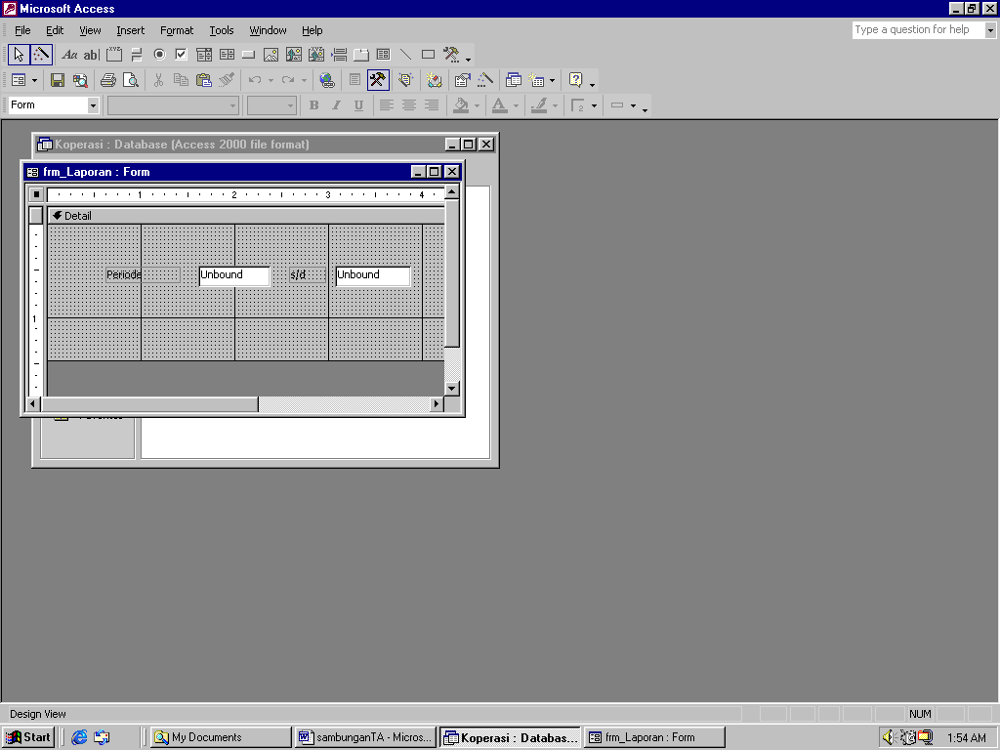 Microsoft Access
File Edit View Insert Format Tools Window Help
Type a question for help
Aa ab|
Form
B I U
Koperasi : Database (Access 2000 file format)
frm_Laporan : Form
1 2 3 4
Detail
Periode Unbound s/d Unbound
1
Design View
NUM
Start My Documents sambunganTA - Micros... Koperasi : Databas... frm_Laporan : Form 1:54 AM